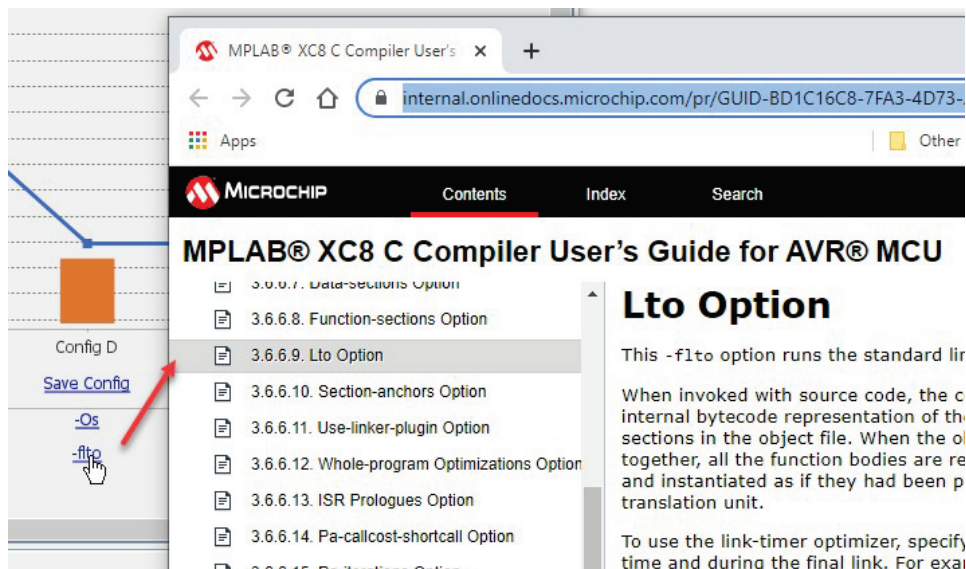 MPLAB® XC8 C Compiler User's
internal.onlinedocs.microchip.com/pr/GUID-BD1C16C8-7FA3-4D73-
Apps
Other
MICROCHIP
Contents
Index
Search
MPLAB® XC8 C Compiler User's Guide for AVR® MCU
3.6.6.7. Data-sections Option
3.6.6.8. Function-sections Option
3.6.6.9. Lto Option
3.6.6.10. Section-anchors Option
3.6.6.11. Use-linker-plugin Option
3.6.6.12. Whole-program Optimizations Option
3.6.6.13. ISR Prologues Option
3.6.6.14. Pa-callcost-shortcall Option
Lto Option
This -flto option runs the standard
When invoked with source code, the
internal bytecode representation of
sections in the object file. When the
together, all the function bodies are
and instantiated as if they had been
translation unit.
To use the link-timer optimizer, specify
time and during the final link. For
Config D
Save Config
-Os
-flto